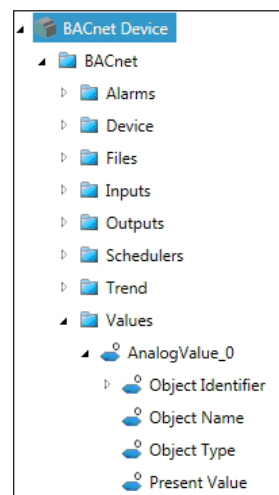 BACnet Device
BACnet
Alarms
Device
Files
Inputs
Outputs
Schedulers
Trend
Values
AnalogValue_0
Object Identifier
Object Name
Object Type
Present Value